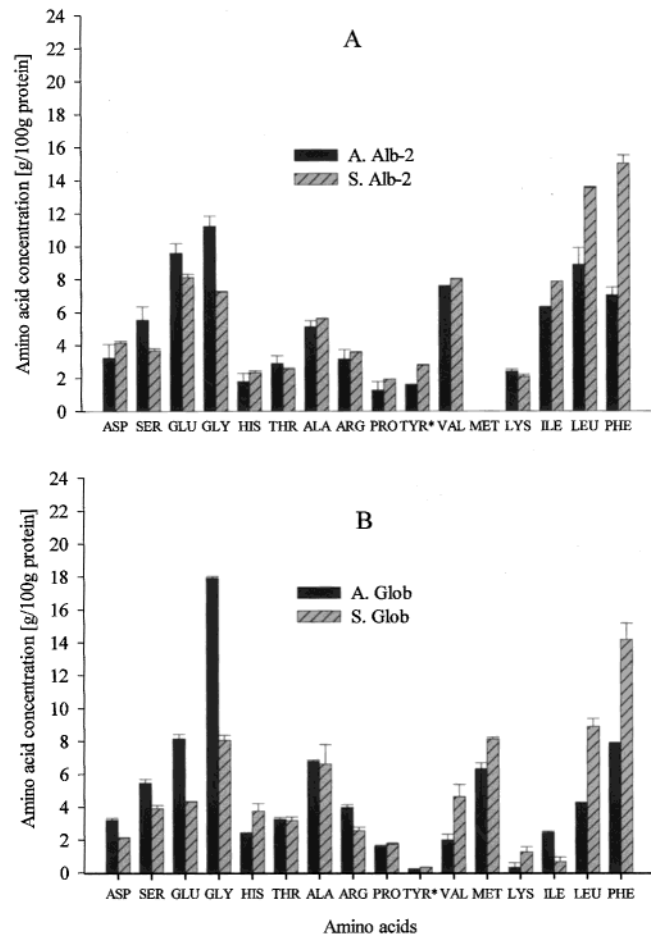 A
Amino acid concentration [g/100g protein]
24
22
20
18
16
14
12
10
8
6
4
2
0
A. Alb-2
S. Alb-2
ASP SER GLU GLY HIS THR ALA ARG PRO TYR* VAL MET LYS ILE LEU PHE
B
Amino acid concentration [g/100g protein]
24
22
20
18
16
14
12
10
8
6
4
2
0
A. Glob
S. Glob
ASP SER GLU GLY HIS THR ALA ARG PRO TYR* VAL MET LYS ILE LEU PHE
Amino acids